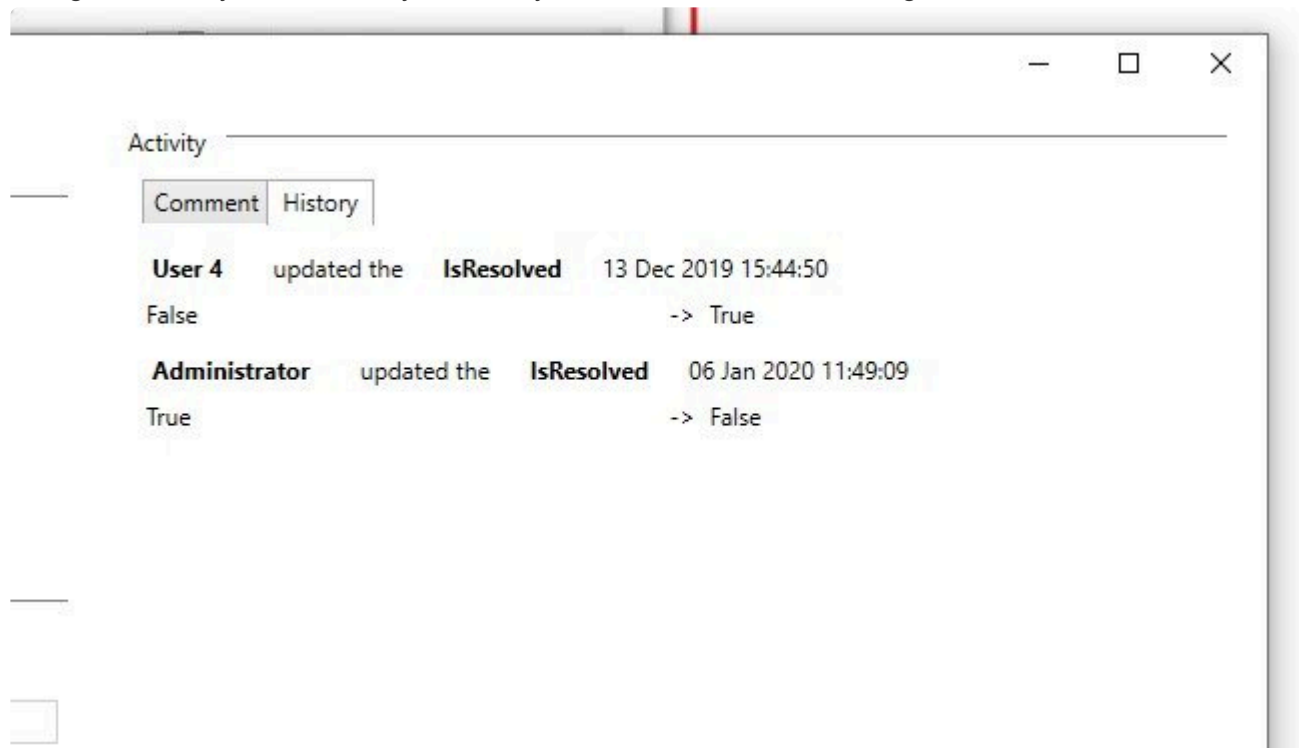 Activity
Comment History
User 4 updated the IsResolved 13 Dec 2019 15:44:50
False -> True
Administrator updated the IsResolved 06 Jan 2020 11:49:09
True -> False